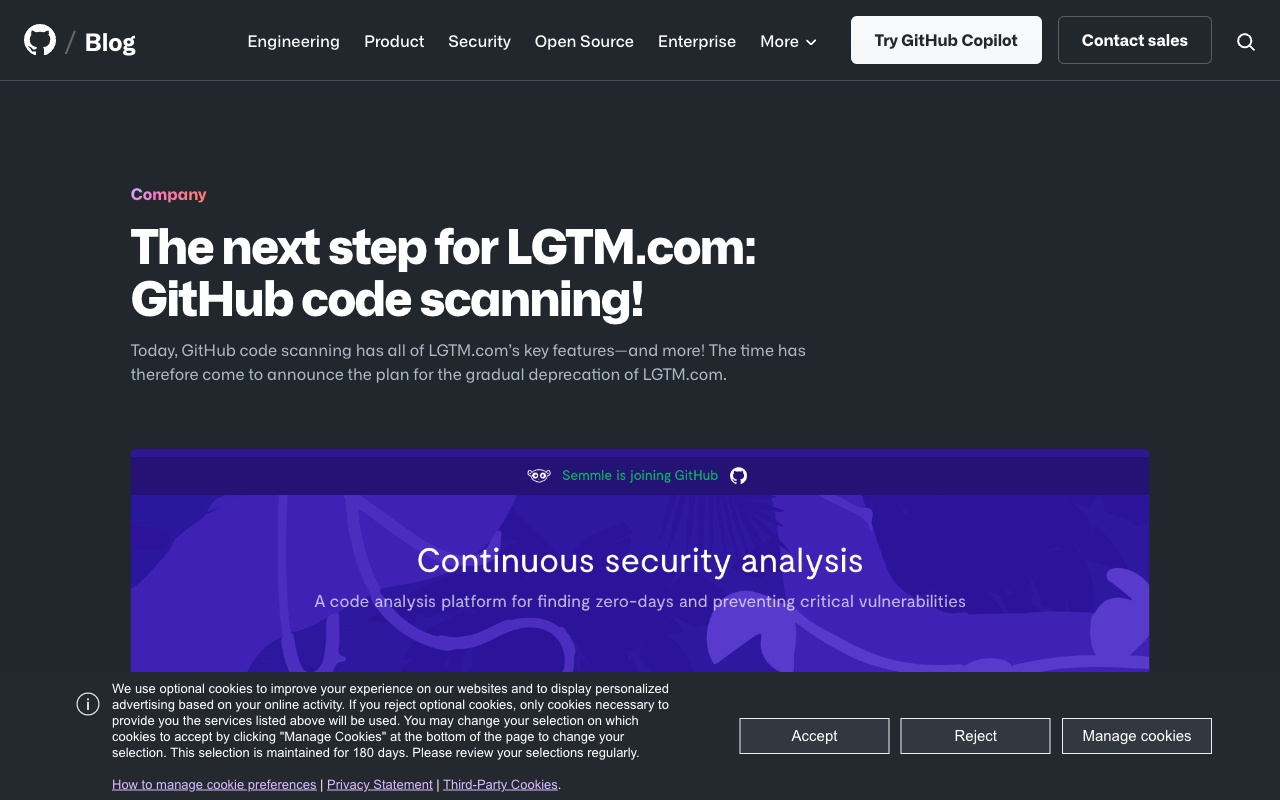 / Blog
Engineering Product Security Open Source Enterprise More Try GitHub Copilot Contact sales
Company
The next step for LGTM.com:
GitHub code scanning!
Today, GitHub code scanning has all of LGTM.com’s key features—and more! The time has
therefore come to announce the plan for the gradual deprecation of LGTM.com.
Semmle is joining GitHub
Continuous security analysis
A code analysis platform for finding zero-days and preventing critical vulnerabilities
We use optional cookies to improve your experience on our websites and to display personalized
advertising based on your online activity. If you reject optional cookies, only cookies necessary to
provide you the services listed above will be used. You may change your selection on which
cookies to accept by clicking "Manage Cookies" at the bottom of the page to change your
selection. This selection is maintained for 180 days. Please review your selections regularly.
How to manage cookie preferences | Privacy Statement | Third-Party Cookies.
Accept
Reject
Manage cookies